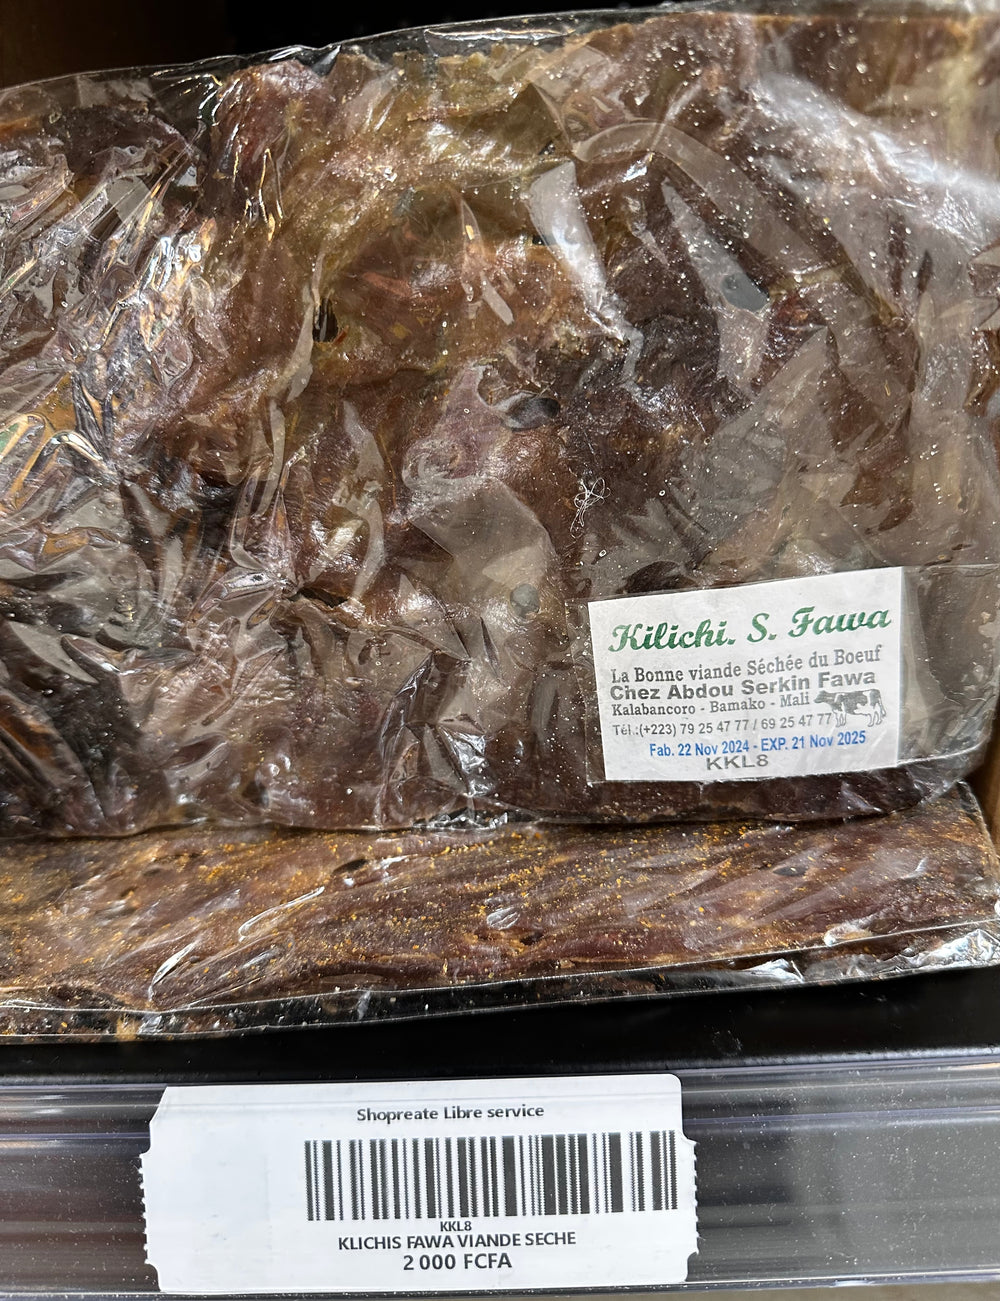 Kilichi. S. Fawa
La Bonne viande Séchée du Boeuf
Chez Abdou Serkin Fawa
Kalabancoro - Bamako - Mali
Tél :(+223) 79 25 47 77 / 69 25 47 77
Fab. 22 Nov 2024 - EXP. 21 Nov 2025
KKL8
Shopreate Libre service
KKL8
KLICHIS FAWA VIANDE SECHE
2 000 FCFA